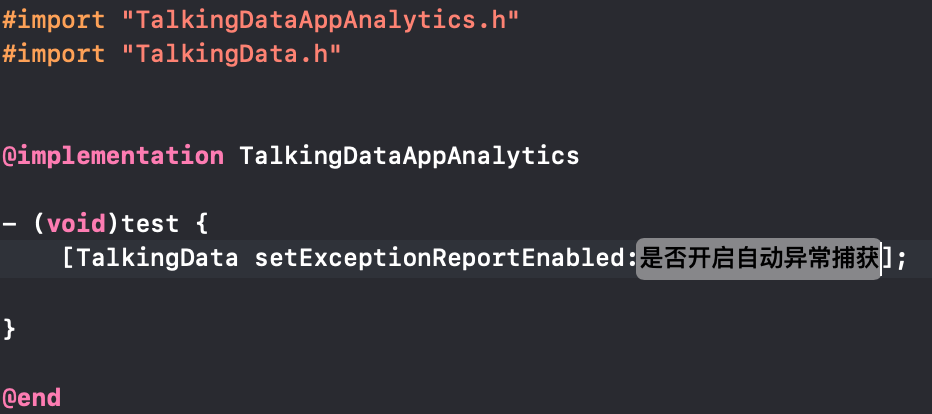 #import "TalkingDataAppAnalytics.h"
#import "TalkingData.h"
@implementation TalkingDataAppAnalytics
- (void)test {
[TalkingData setExceptionReportEnabled:是否开启自动异常捕获];
}
@end